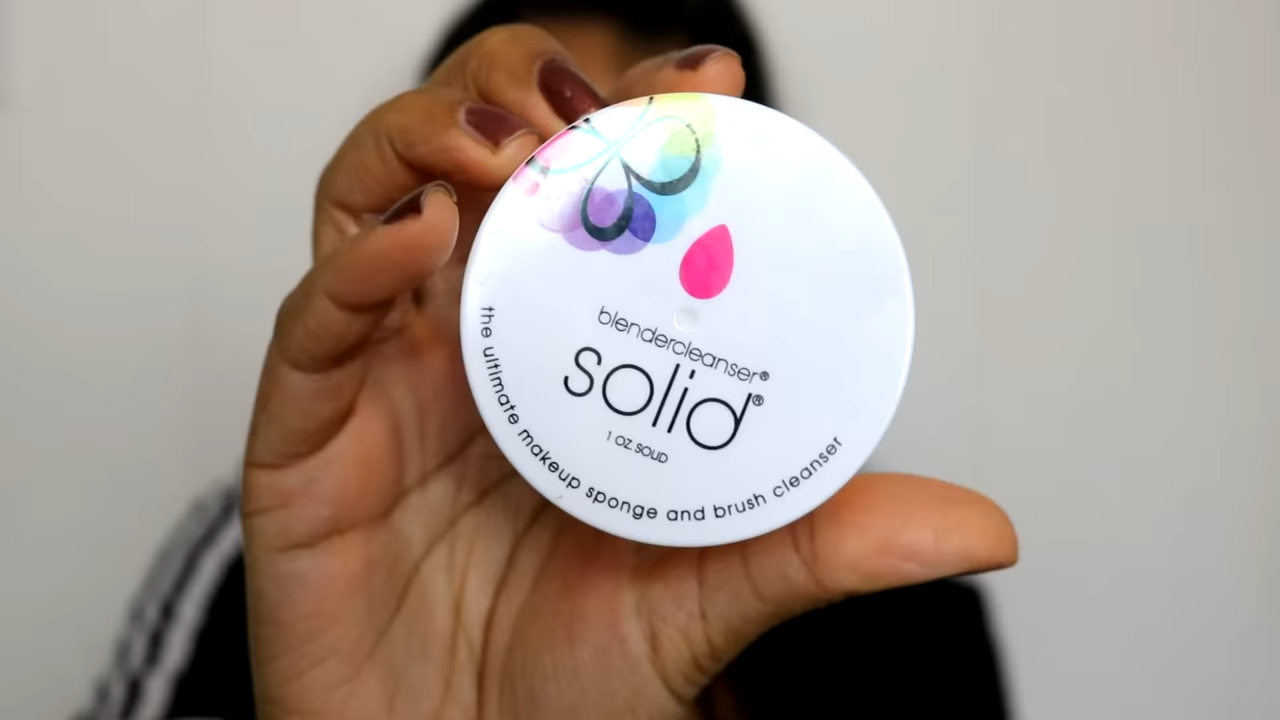 blendercleanser®
solid®
1 OZ SOLID
the ultimate makeup sponge and brush cleanser